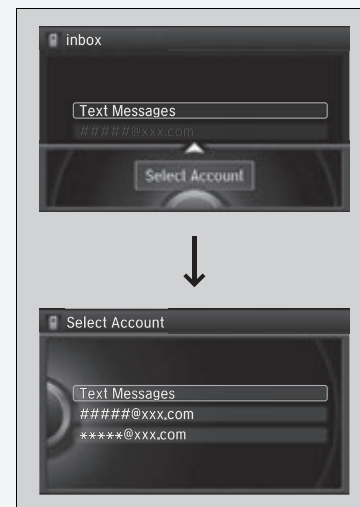 inbox
Text Messages
#####@xxx.com
Select Account
Select Account
Text Messages
#####@xxx.com
*****@xxx.com